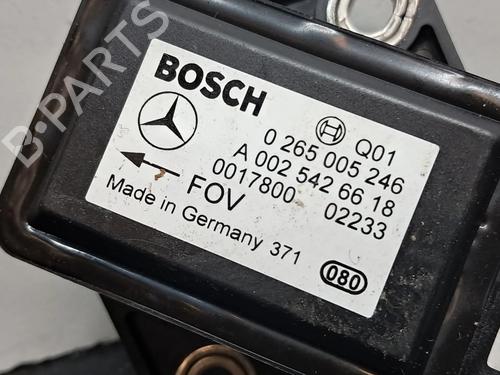 BOSCH
Q01
0 265 005 246
A 002 542 66 18
0017800 02233
FOV
Made in Germany 371
080
B-PARTS